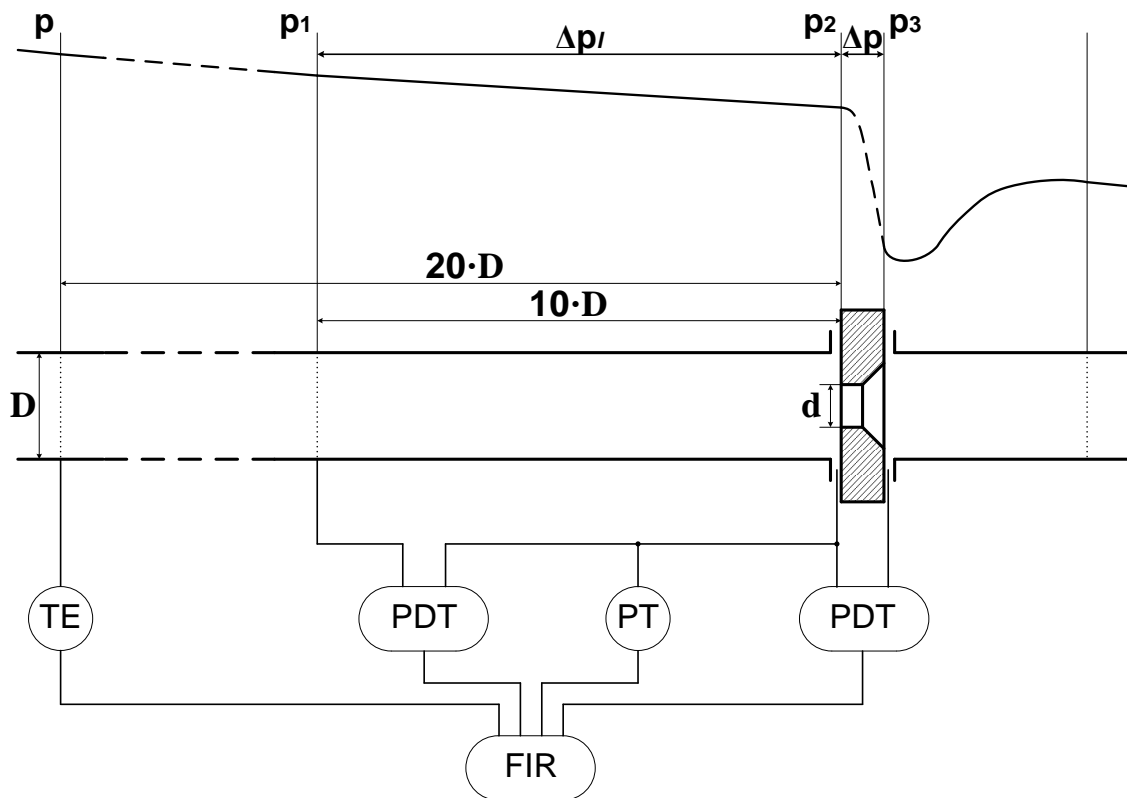 p p₁ Δpl p₂ Δp p₃
20·D
10·D
D d
TE PDT PT PDT
FIR